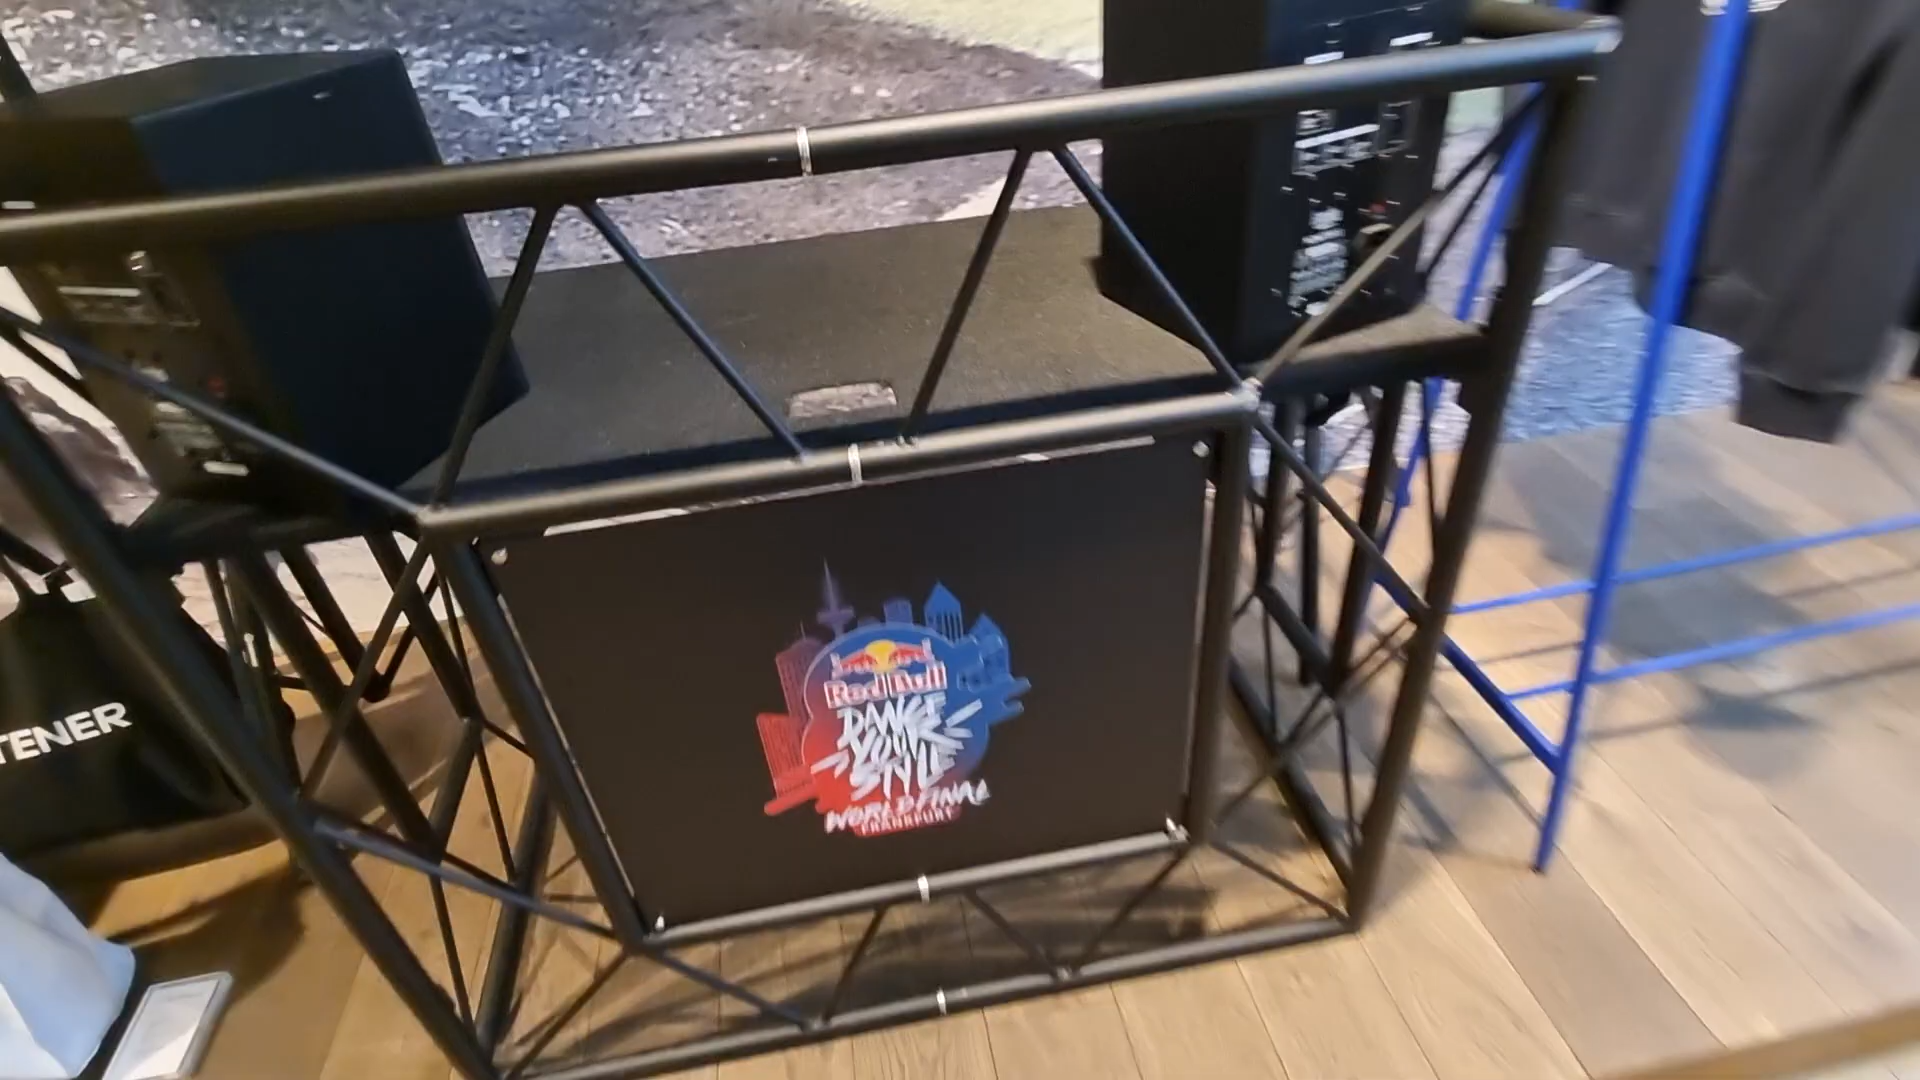 TENER
Red Bull
DANCE
YOUR
STYLE
WORLD FINAL
FRANKFURT